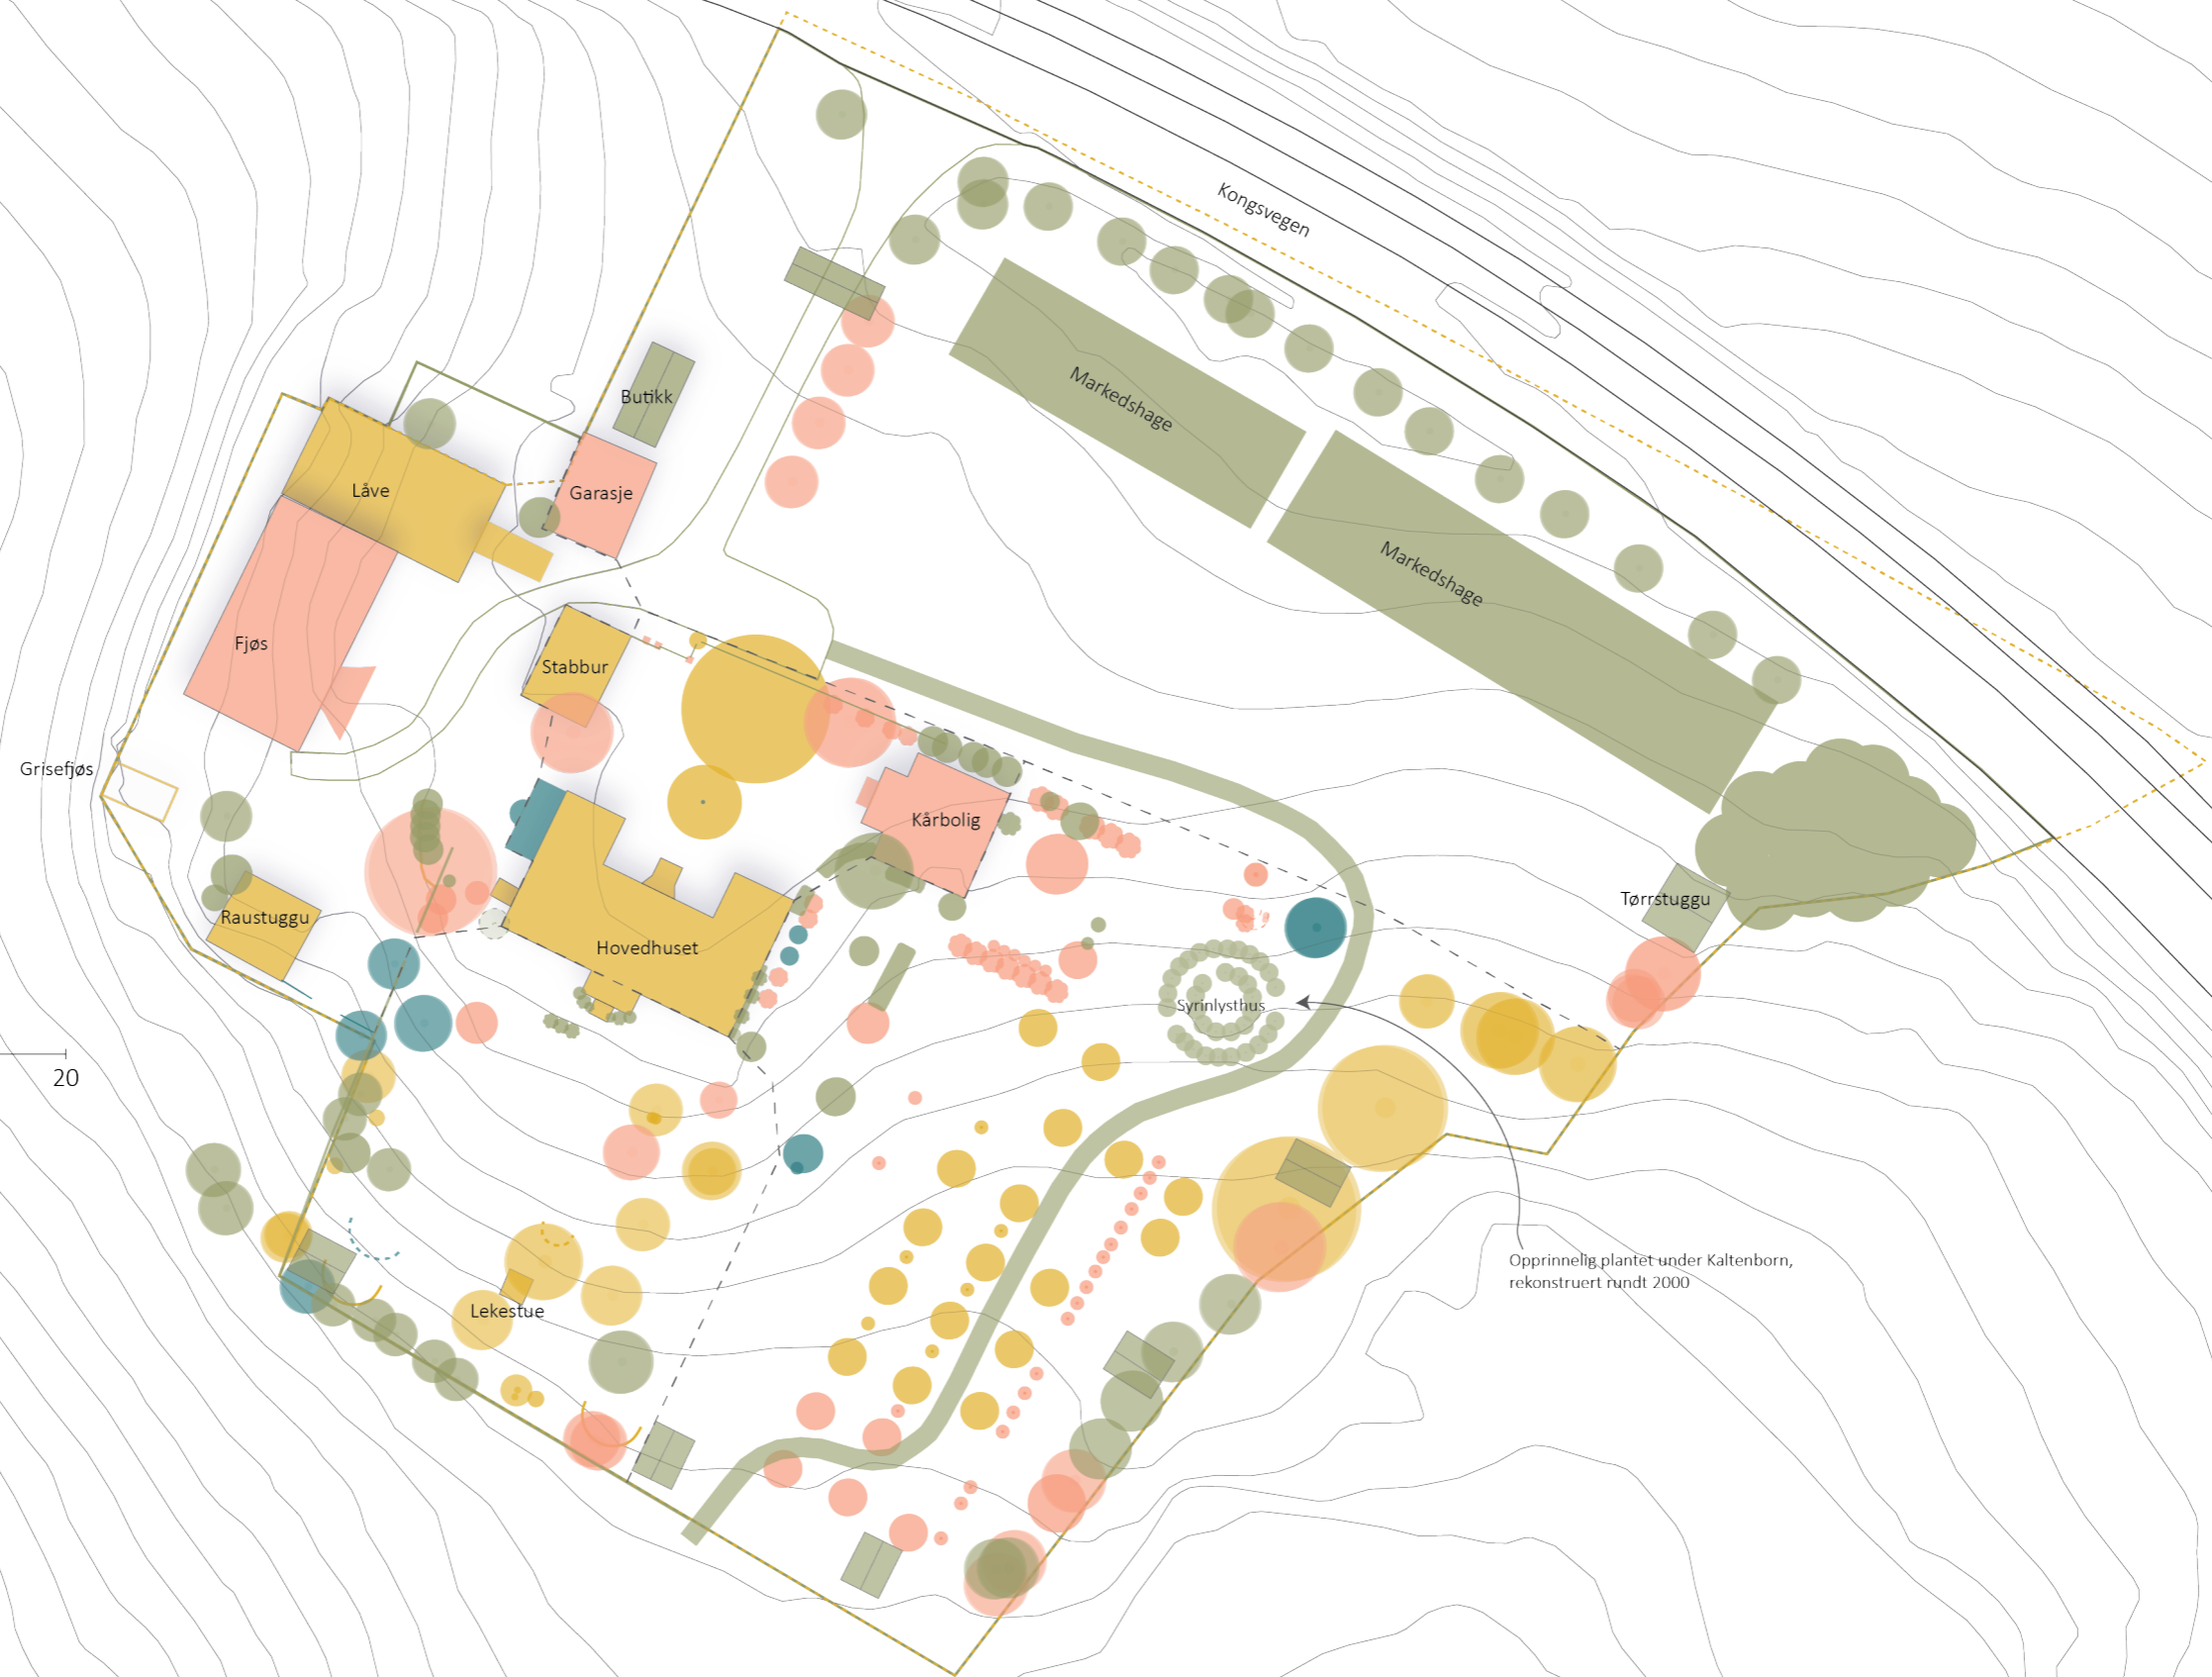 Kongsvegen
Butikk
Markedshage
Låve
Garasje
Markedshage
Fjøs
Stabbur
Grisefjøs
Kårbolig
Tørrstuggu
Raustuggu
Hovedhuset
Syrinlysthus
20
Opprinnelig plantet under Kaltenborn,
rekonstruert rundt 2000
Lekestue